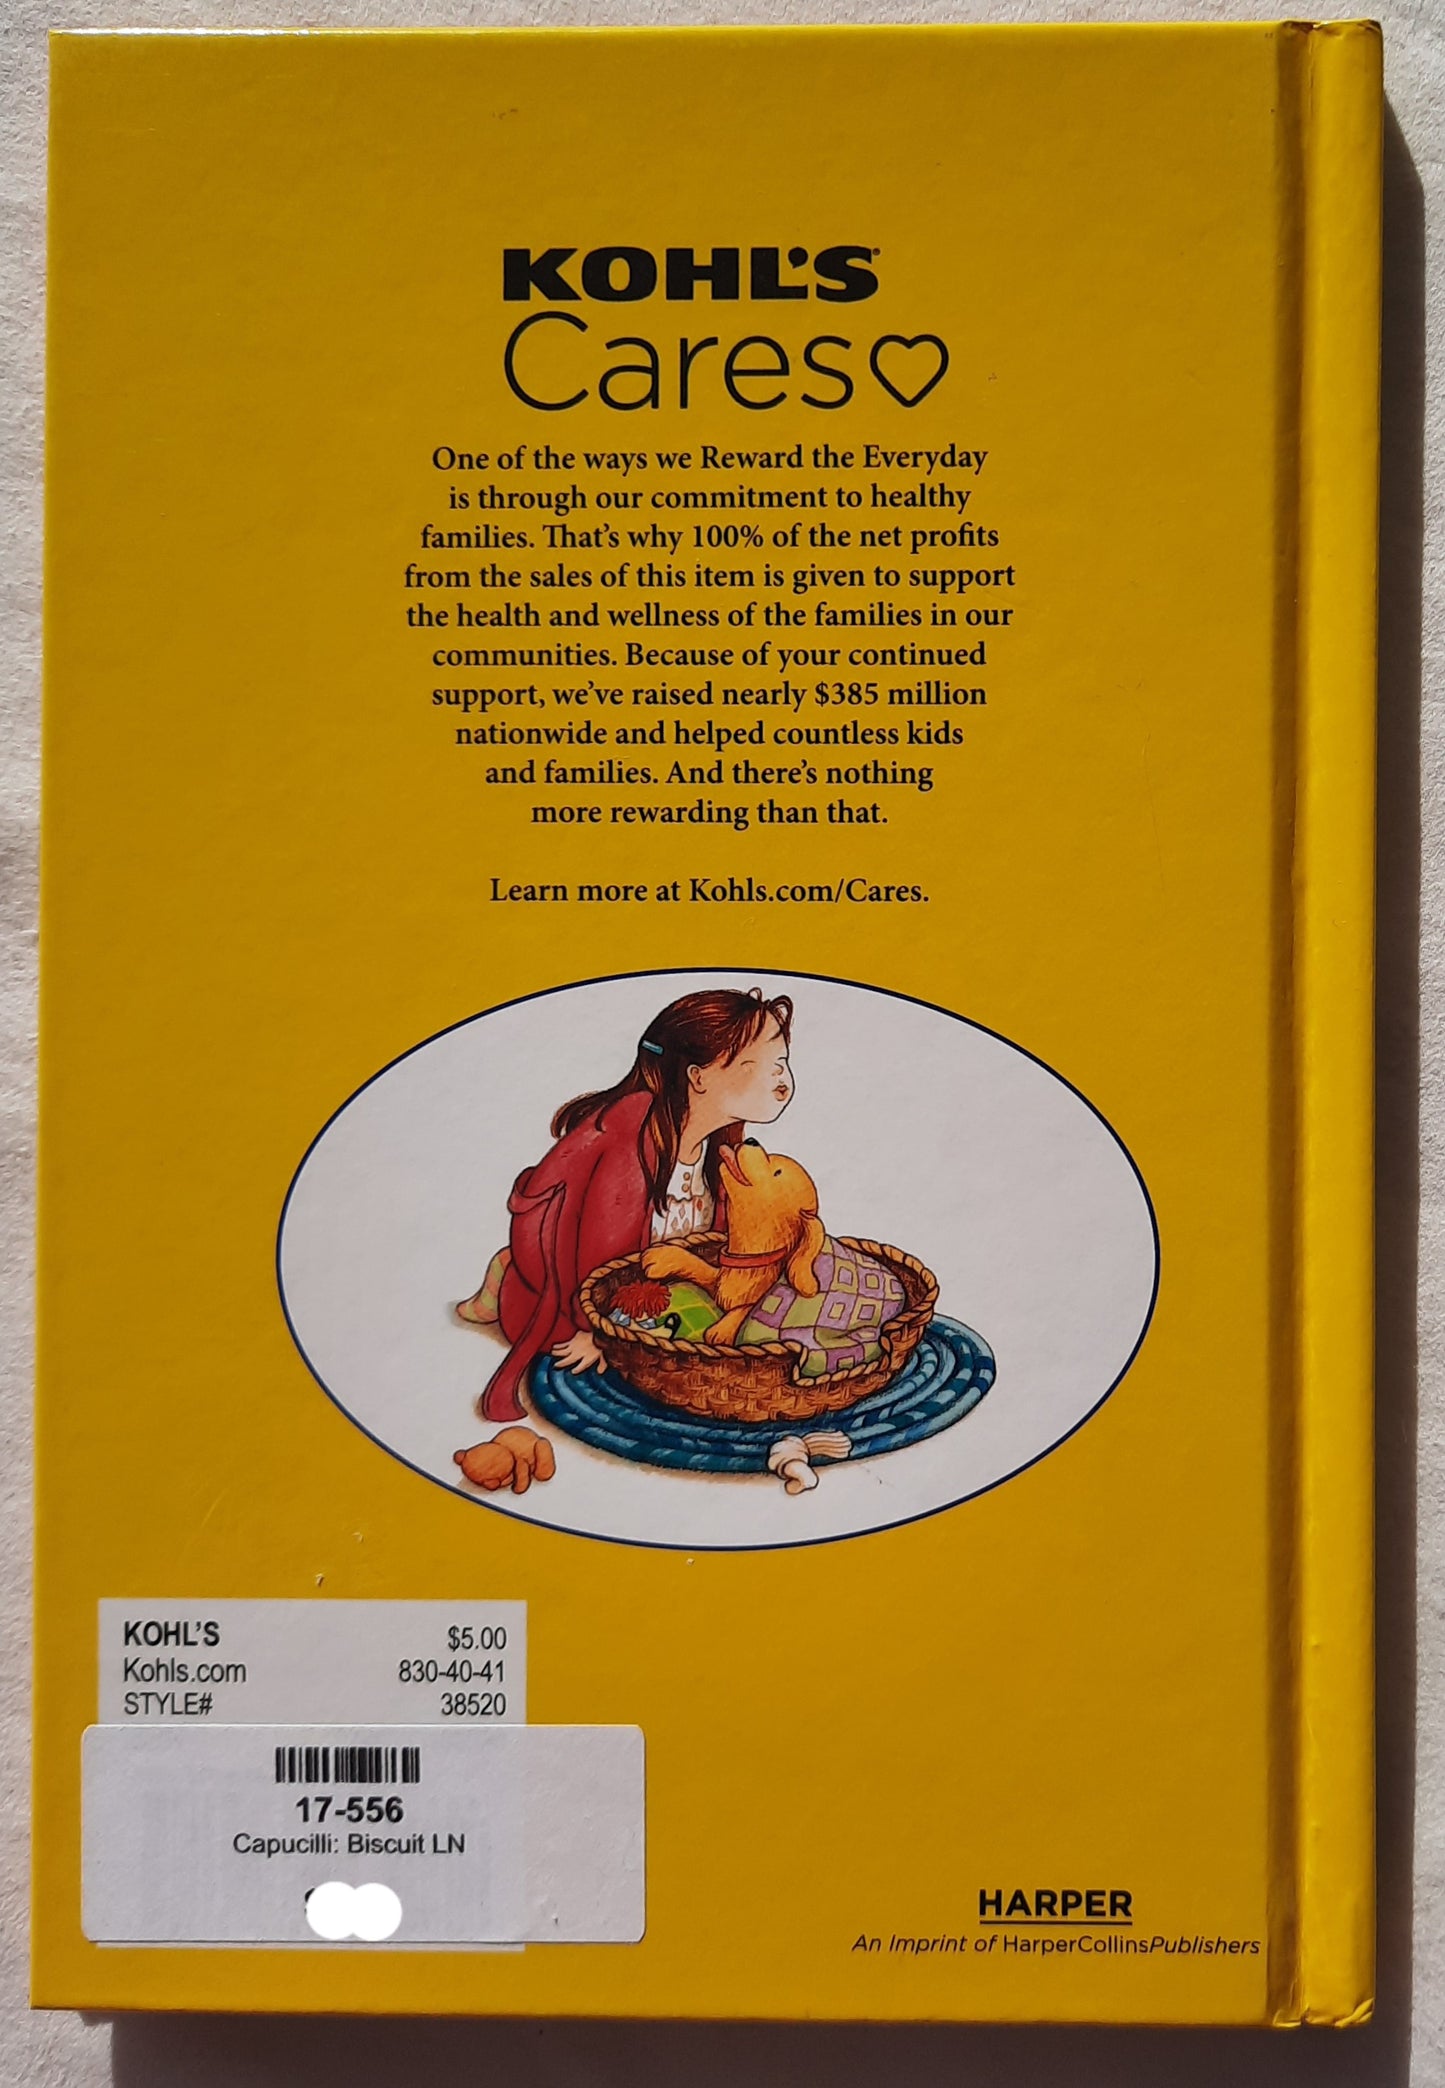 KOHL'S
Cares
One of the ways we Reward the Everyday
is through our commitment to healthy
families. That's why 100% of the net profits
from the sales of this item is given to support
the health and wellness of the families in our
communities. Because of your continued
support, we've raised nearly $385 million
nationwide and helped countless kids
and families. And there's nothing
more rewarding than that.
Learn more at Kohls.com/Cares.
KOHL'S $5.00
Kohls.com 830-40-41
STYLE# 38520
17-556
Capucilli: Biscuit LN
HARPER
An Imprint of HarperCollinsPublishers